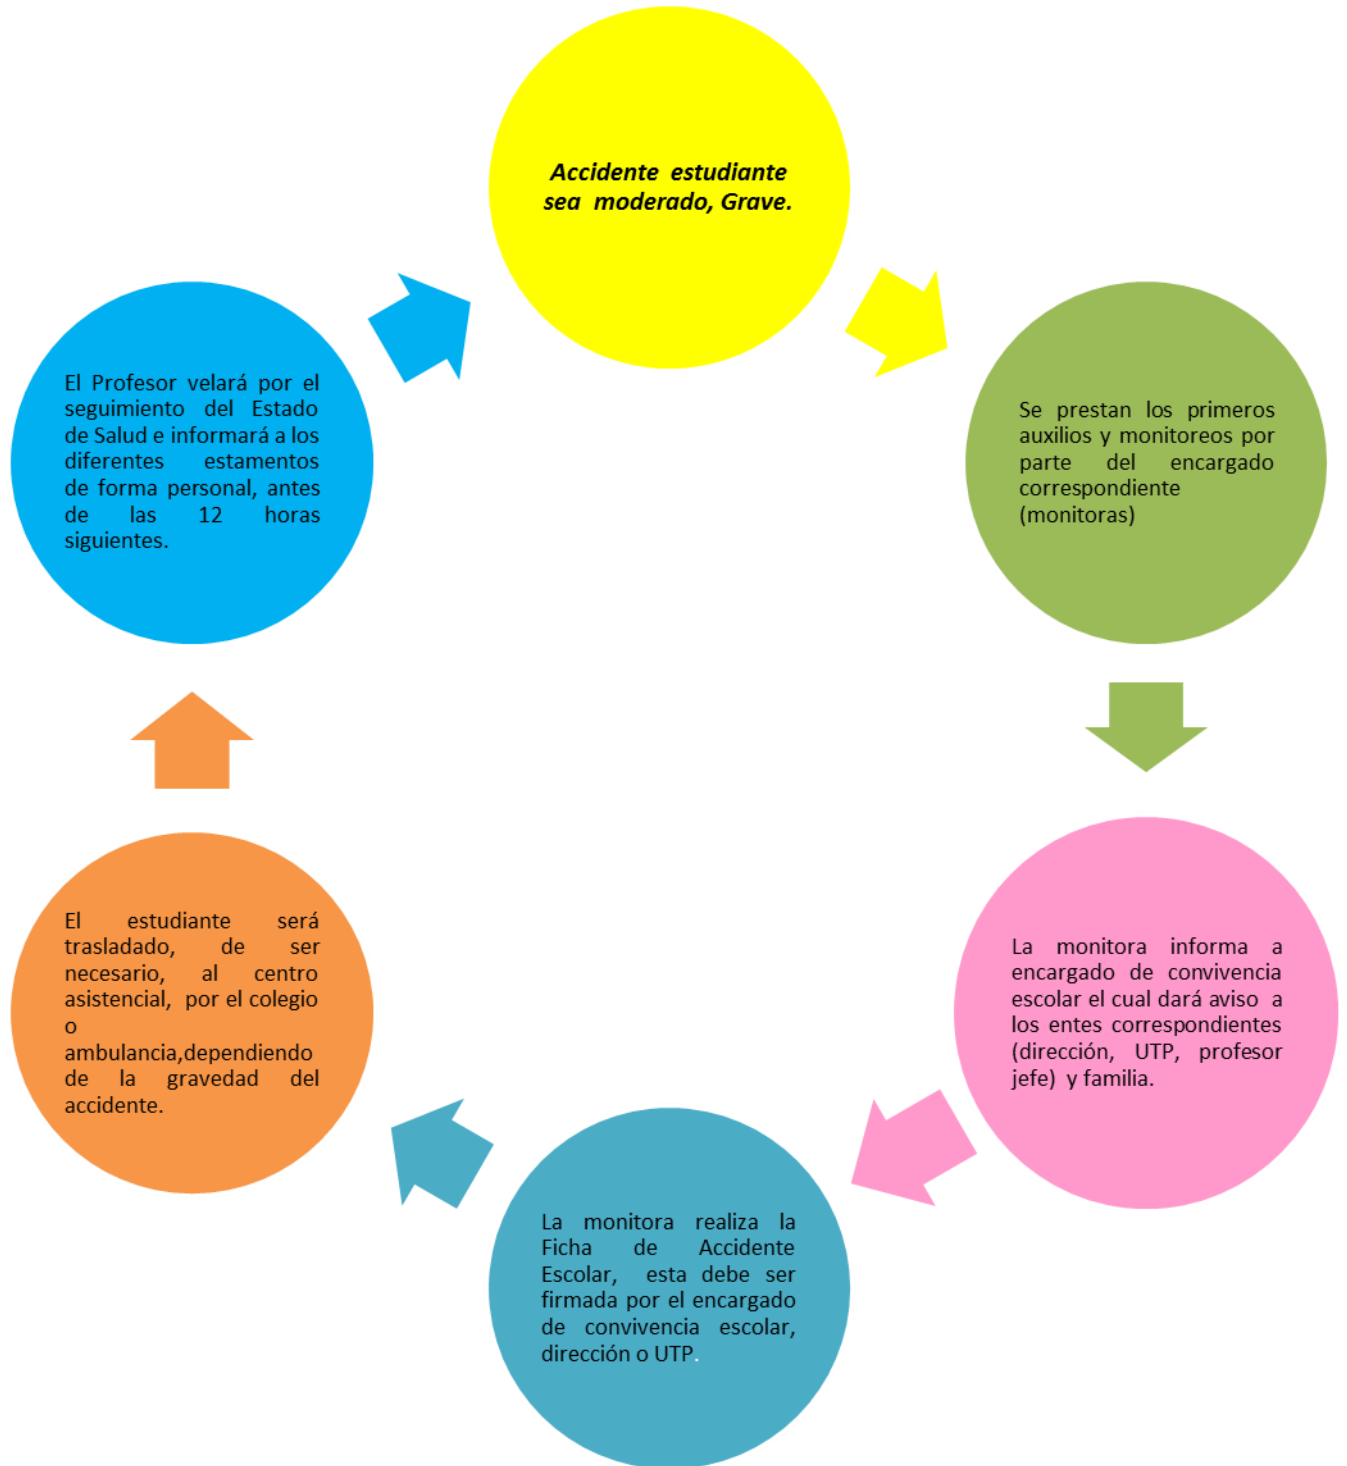 Accidente estudiante
sea moderado, Grave.
Se prestan los primeros
auxilios y monitoreos por
parte del encargado
correspondiente
(monitoras)
La monitora informa a
encargado de convivencia
escolar el cual dará aviso a
los entes correspondientes
(dirección, UTP, profesor
jefe) y familia.
La monitora realiza la
Ficha de Accidente
Escolar, esta debe ser
firmada por el encargado
de convivencia escolar,
dirección o UTP.
El estudiante será
trasladado, de ser
necesario, al centro
asistencial, por el colegio
o
ambulancia,dependiendo
de la gravedad del
accidente.
El Profesor velará por el
seguimiento del Estado
de Salud e informará a los
diferentes estamentos
de forma personal, antes
de las 12 horas
siguientes.